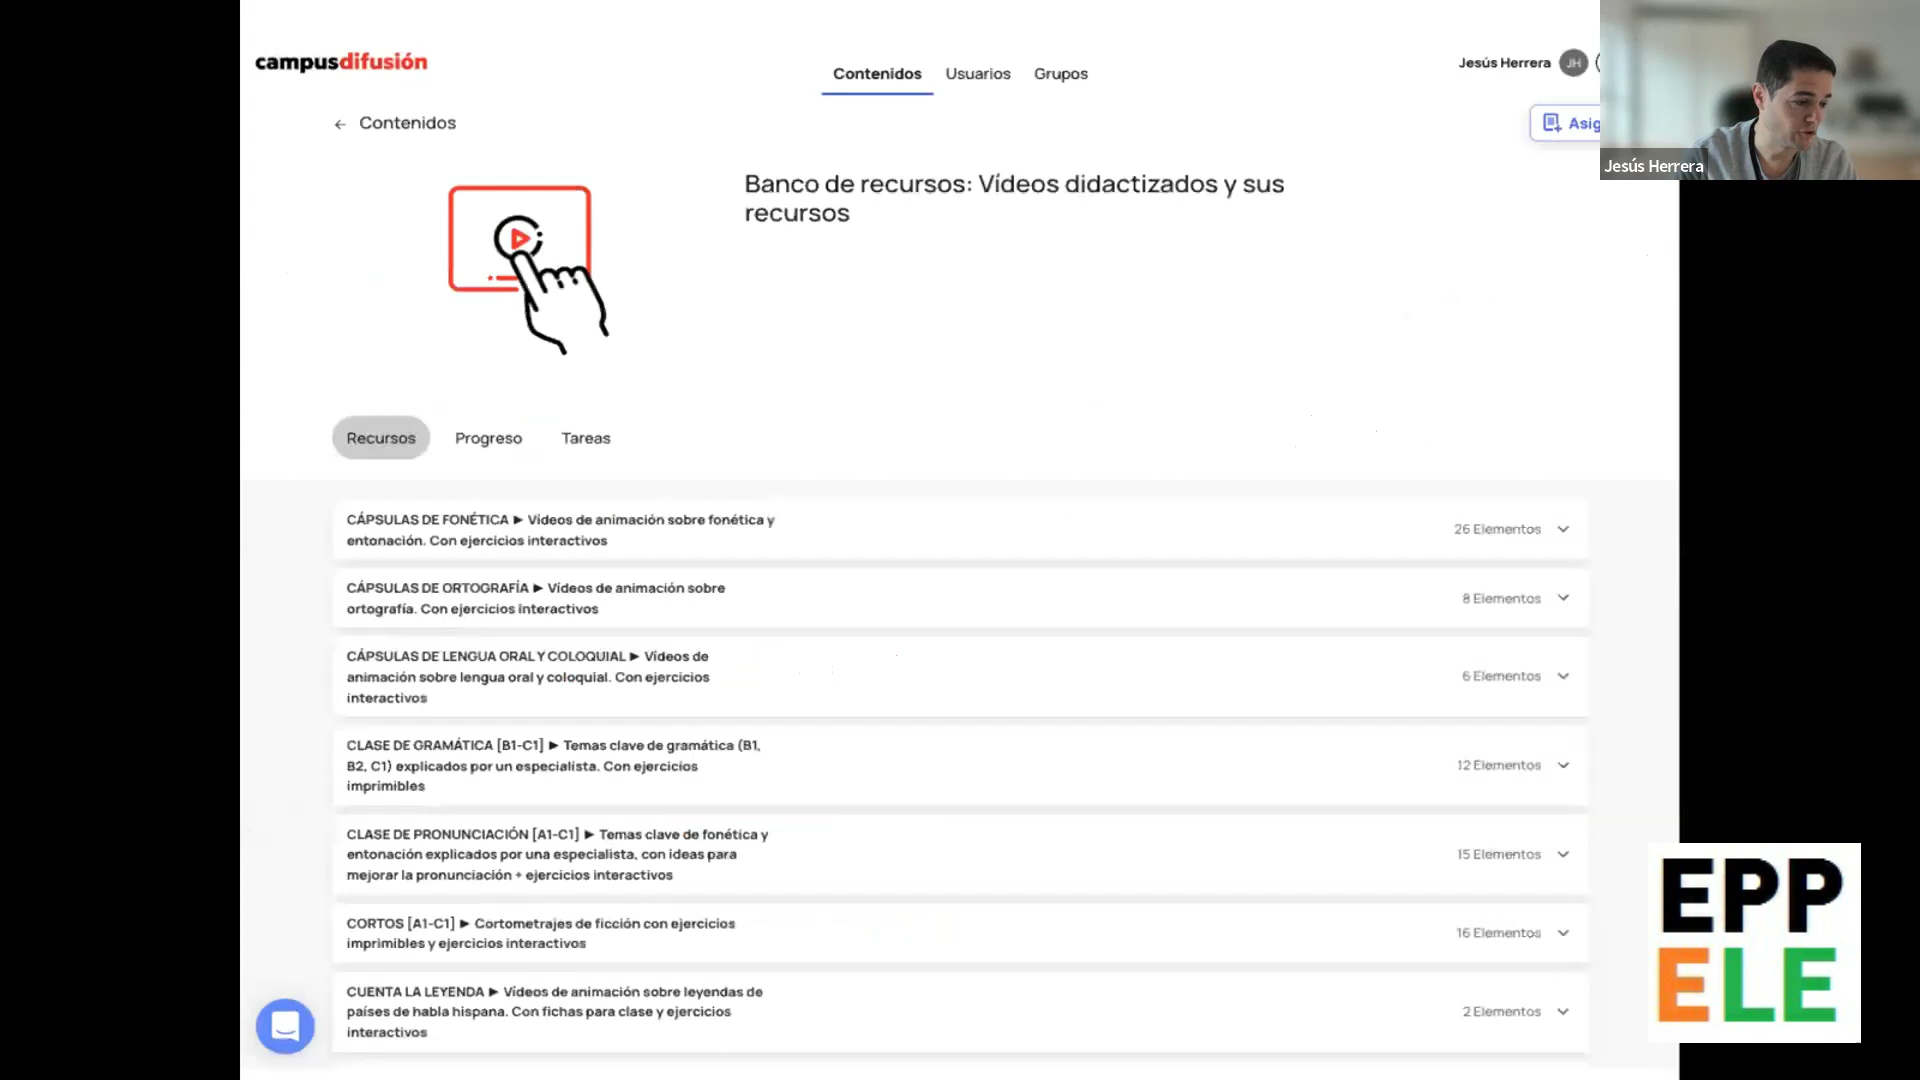 campusdifusión
Contenidos
Usuarios
Grupos
Jesús Herrera
JH
← Contenidos
Asig
Jesús Herrera
Banco de recursos: Vídeos didactizados y sus
recursos
Recursos
Progreso
Tareas
CÁPSULAS DE FONÉTICA ► Vídeos de animación sobre fonética y
entonación. Con ejercicios interactivos
26 Elementos
CÁPSULAS DE ORTOGRAFÍA ► Vídeos de animación sobre
ortografía. Con ejercicios interactivos
8 Elementos
CÁPSULAS DE LENGUA ORAL Y COLOQUIAL ► Vídeos de
animación sobre lengua oral y coloquial. Con ejercicios
interactivos
6 Elementos
CLASE DE GRAMÁTICA [B1-C1] ► Temas clave de gramática (B1,
B2, C1) explicados por un especialista. Con ejercicios
imprimibles
12 Elementos
CLASE DE PRONUNCIACIÓN [A1-C1] ► Temas clave de fonética y
entonación explicados por una especialista, con ideas para
mejorar la pronunciación + ejercicios interactivos
15 Elementos
CORTOS [A1-C1] ► Cortometrajes de ficción con ejercicios
imprimibles y ejercicios interactivos
16 Elementos
CUENTA LA LEYENDA ► Vídeos de animación sobre leyendas de
países de habla hispana. Con fichas para clase y ejercicios
interactivos
2 Elementos
EPP
ELE